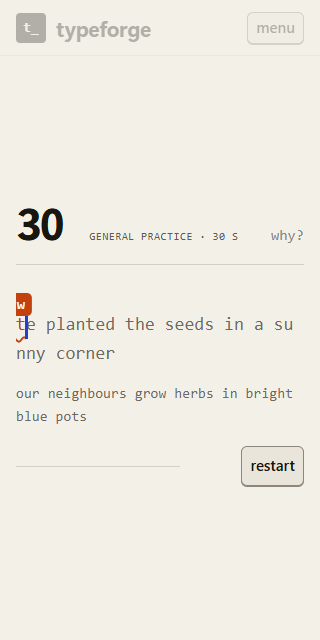 t_ typeforge menu
30 GENERAL PRACTICE · 30 S why?
w
te planted the seeds in a su
nny corner
our neighbours grow herbs in bright
blue pots
restart